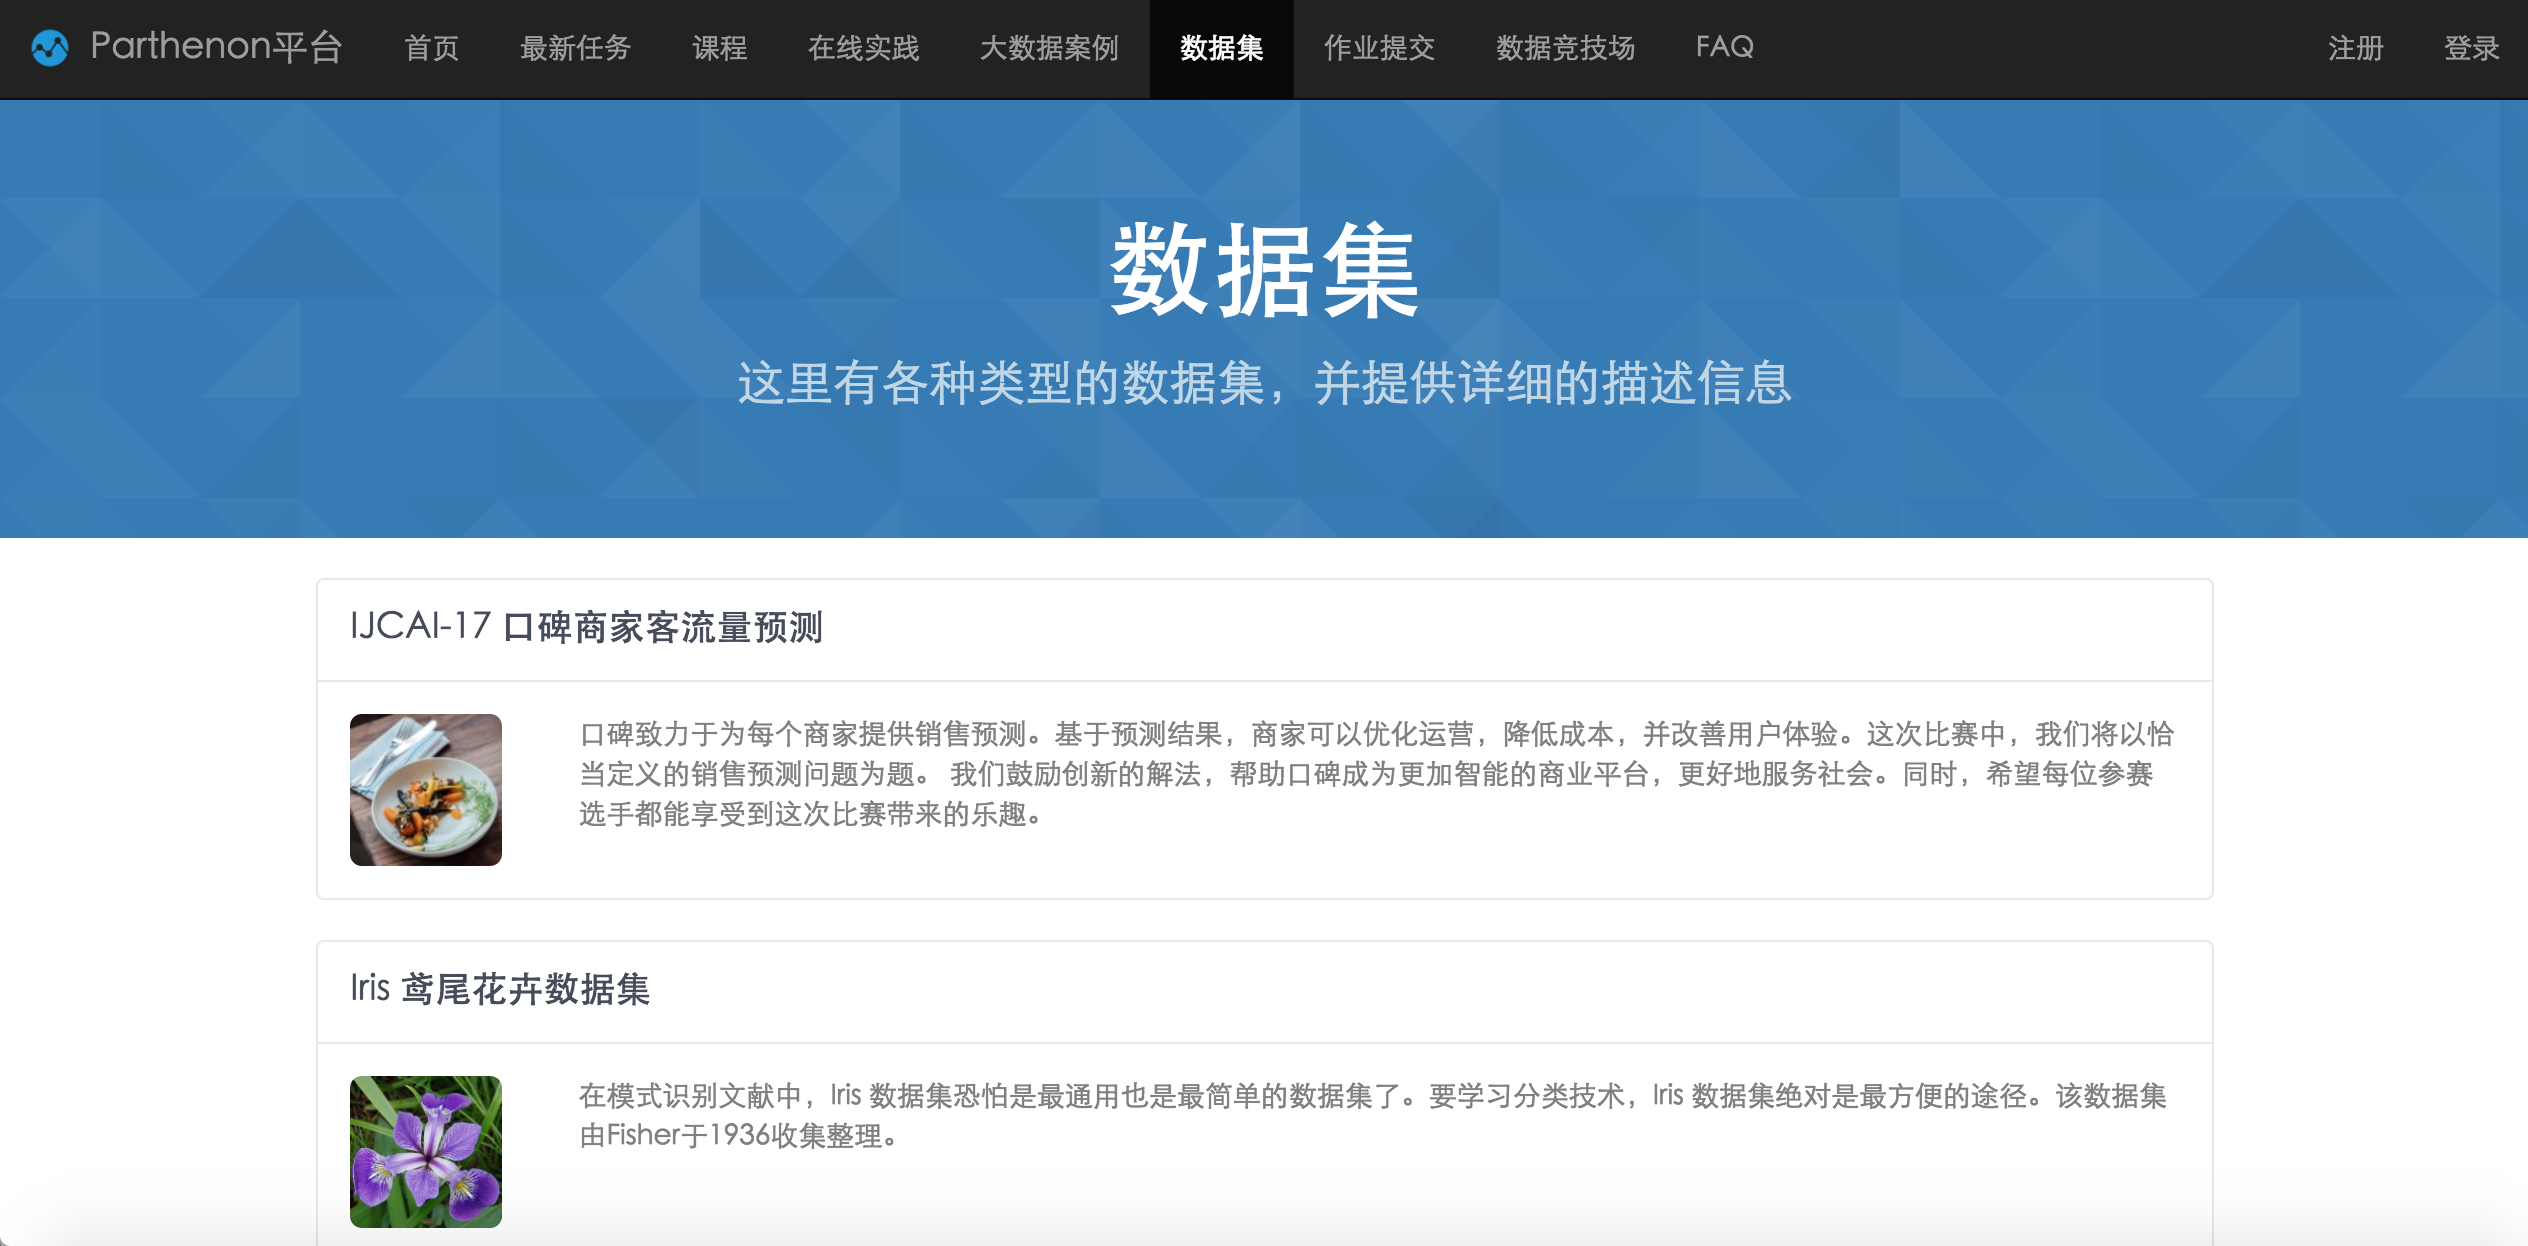 Parthenon平台 首页 最新任务 课程 在线实践 大数据案例 数据集 作业提交 数据竞技场 FAQ 注册 登录
数据集
这里有各种类型的数据集，并提供详细的描述信息
IJCAI-17 口碑商家客流量预测
口碑致力于为每个商家提供销售预测。基于预测结果，商家可以优化运营，降低成本，并改善用户体验。这次比赛中，我们将以恰
当定义的销售预测问题为题。 我们鼓励创新的解法，帮助口碑成为更加智能的商业平台，更好地服务社会。同时，希望每位参赛
选手都能享受到这次比赛带来的乐趣。
Iris 鸢尾花卉数据集
在模式识别文献中，Iris 数据集恐怕是最通用也是最简单的数据集了。要学习分类技术，Iris 数据集绝对是最方便的途径。该数据集
由Fisher于1936收集整理。